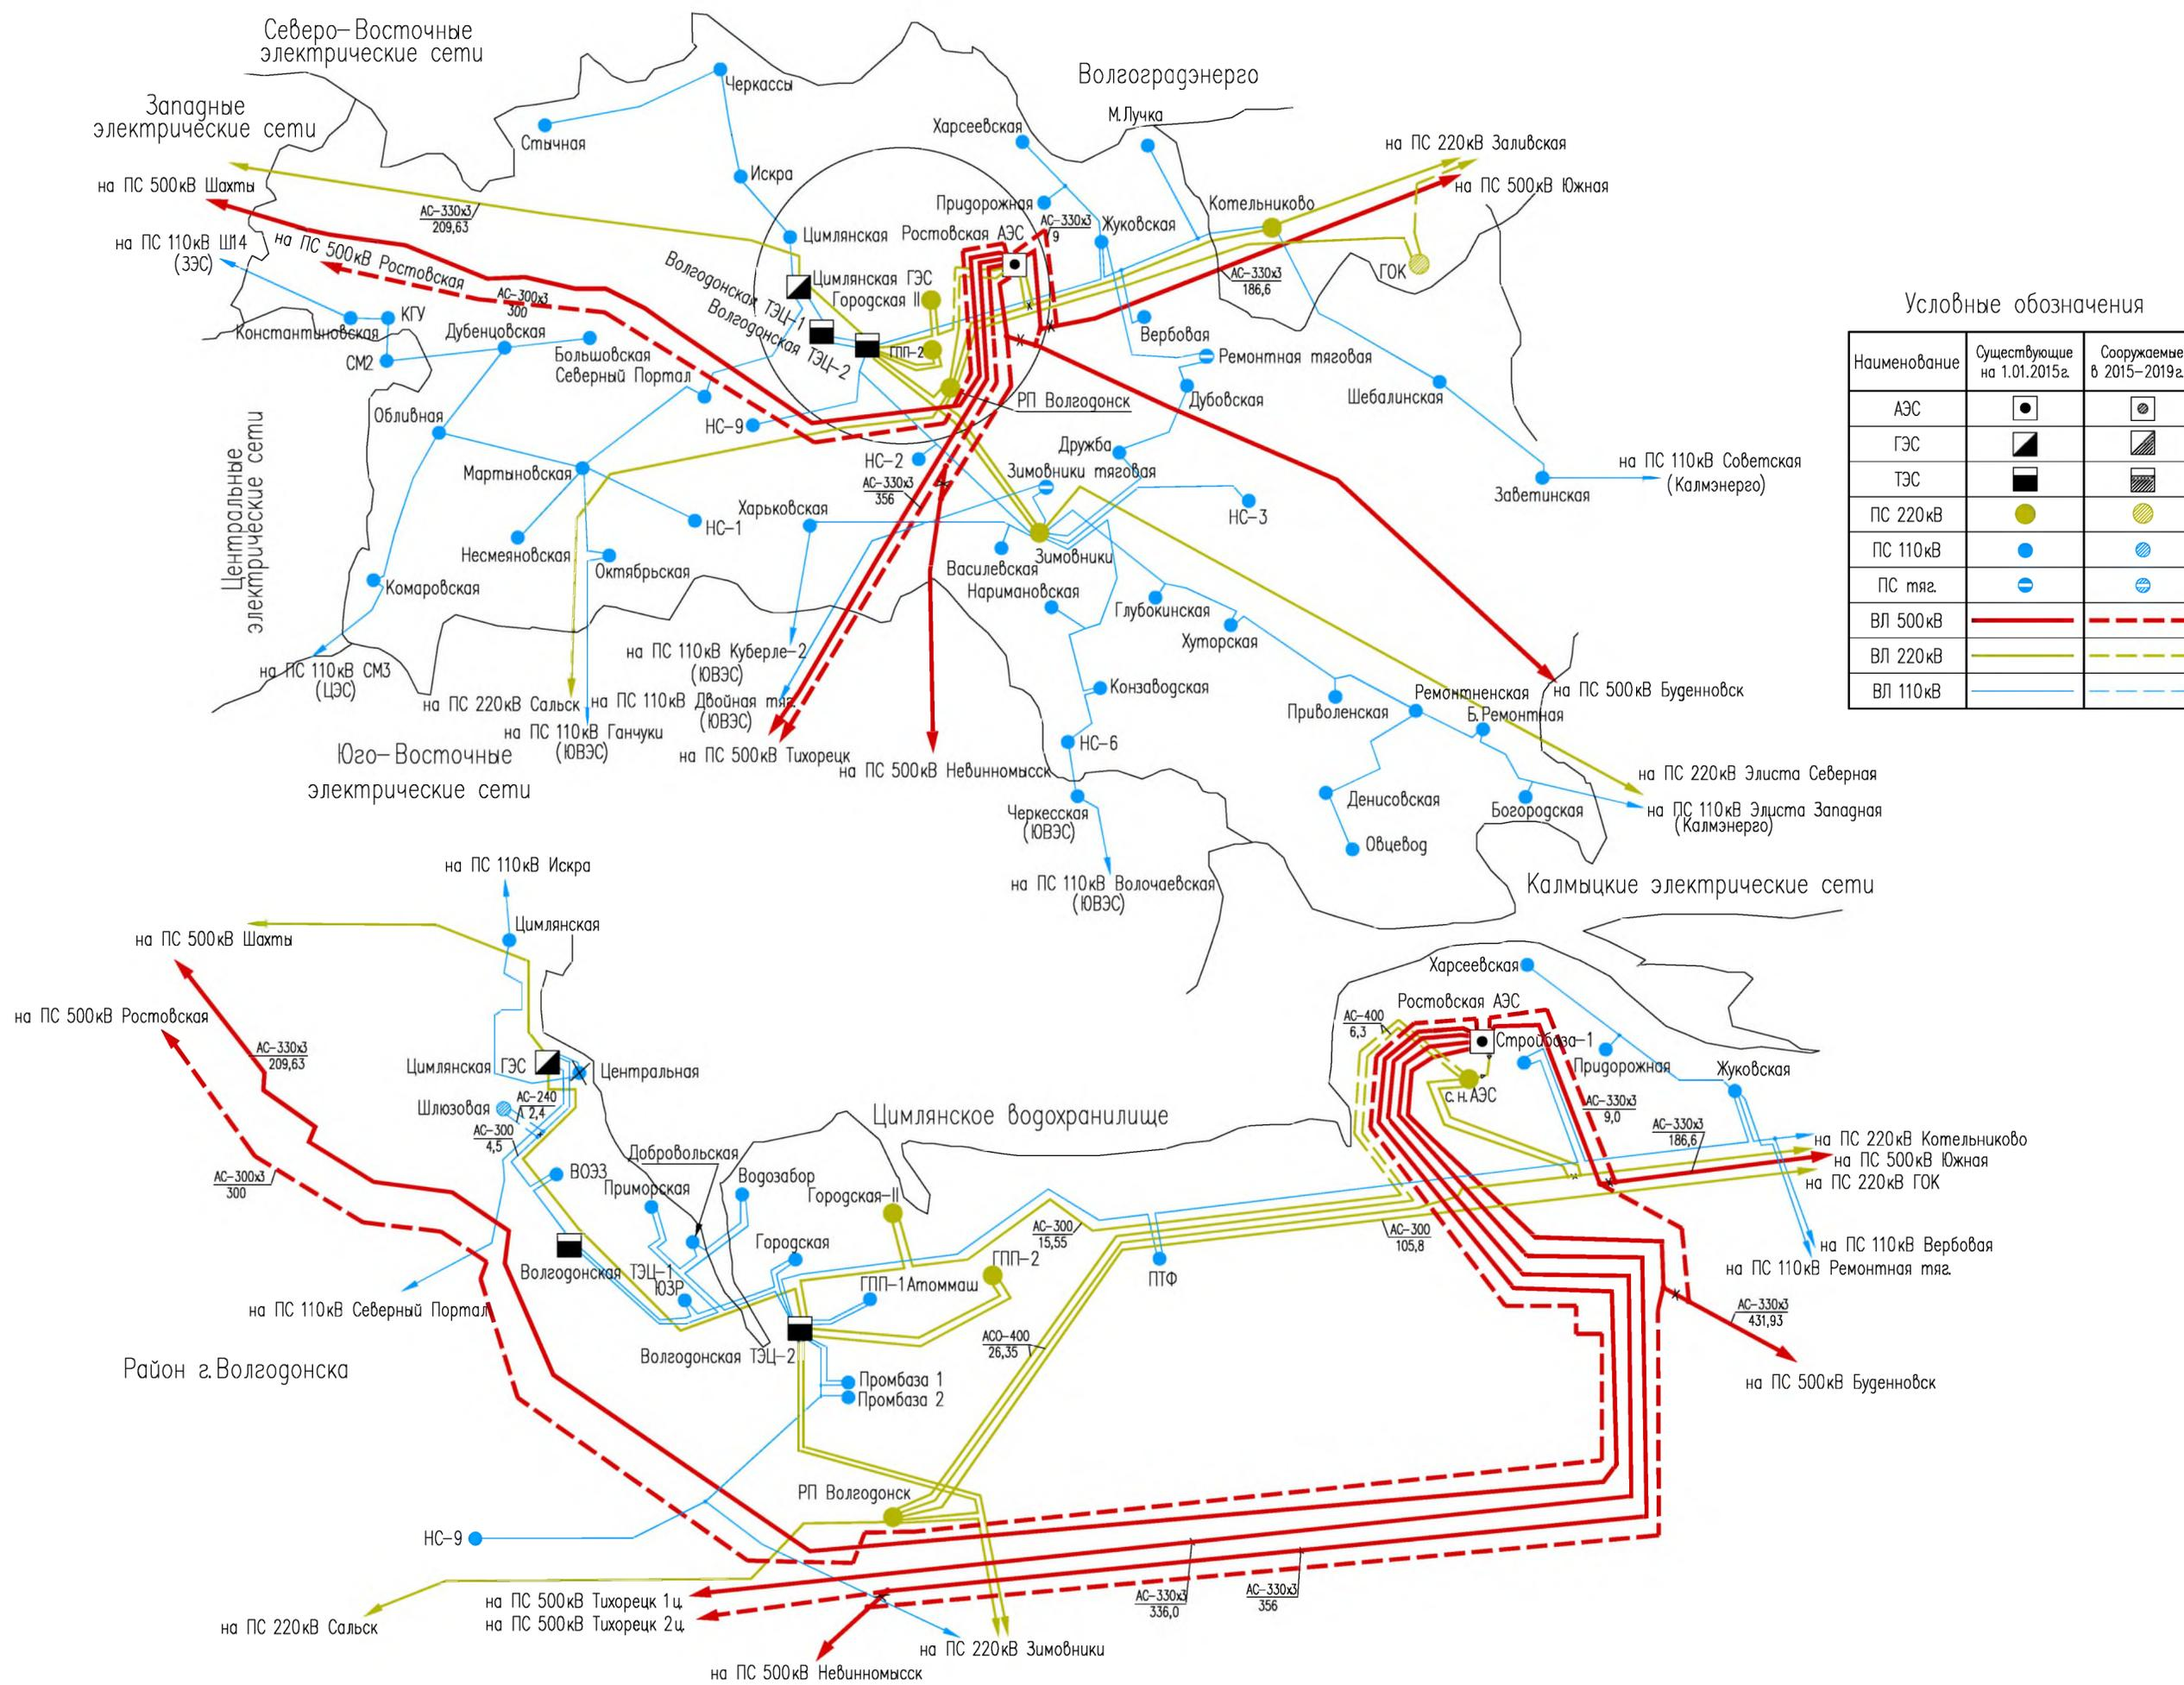 Северо-Восточные
электрические сети
Западные
электрические сети
Волгоградэнерго
Черкассы
Стычная
Искра
Харсеевская
М.Лучка
на ПС 220кВ Заливская
на ПС 500кВ Южная
на ПС 500кВ Шахты
АС-330х3
209,63
Придорожная
Котельниково
на ПС 110кВ Ш14
(ЗЭС)
на ПС 500кВ Ростовская
Цимлянская
Ростовская АЭС
АС-330х3
9
Жуковская
АС-330х3
186,6
ГОК
Волгодонская ТЭЦ-1
Волгодонская ТЭЦ-2
Цимлянская ГЭС
Городская II
АС-300х3
300
Константиновская
КГУ
Дубенцовская
СМ2
Большовская
Северный Портал
ГПП-2
Вербовая
Ремонтная тяговая
Дубовская
Шебалинская
РП Волгодонск
Обливная
НС-9
Дружба
НС-2
Зимовники тяговая
АС-330х3
356
Центральные
электрические сети
Мартыновская
НС-1
Харьковская
НС-3
Заветинская
на ПС 110кВ Советская
(Калмэнерго)
Несмеяновская
Октябрьская
Василевская
Зимовники
Комаровская
Наримановская
Глубокинская
Хуторская
на ПС 110кВ Куберле-2
(ЮВЭС)
на ПС 110кВ СМ3
(ЦЭС)
на ПС 220кВ Сальск
на ПС 110кВ Двойная тяг.
(ЮВЭС)
на ПС 110кВ Ганчуки
(ЮВЭС)
на ПС 500кВ Тихорецк
на ПС 500кВ Невинномысск
Конзаводская
НС-6
Приволенская
Ремонтненская
Б.Ремонтная
на ПС 500кВ Буденновск
Юго-Восточные
электрические сети
Черкесская
(ЮВЭС)
Денисовская
Овцевод
Богородская
на ПС 220кВ Элиста Северная
на ПС 110кВ Элиста Западная
(Калмэнерго)
на ПС 110кВ Волочаевская
(ЮВЭС)
Калмыцкие электрические сети
Условные обозначения
Наименование
Существующие
на 1.01.2015г.
Сооружаемые
в 2015-2019г.
АЭС
ГЭС
ТЭС
ПС 220кВ
ПС 110кВ
ПС тяг.
ВЛ 500кВ
ВЛ 220кВ
ВЛ 110кВ
на ПС 110кВ Искра
Цимлянская
на ПС 500кВ Шахты
на ПС 500кВ Ростовская
АС-330х3
209,63
Цимлянская ГЭС
Центральная
Шлюзовая
АС-240
2,4
АС-300
4,5
АС-300х3
300
ВОЭЗ
Приморская
Добровольская
Водозабор
Городская-II
Цимлянское водохранилище
Городская
Волгодонская ТЭЦ-1
ЮЗР
ГПП-1 Атоммаш
ГПП-2
АС-300
15,55
ПТФ
на ПС 110кВ Северный Портал
Волгодонская ТЭЦ-2
АСО-400
26,35
Район г.Волгодонска
Промбаза 1
Промбаза 2
РП Волгодонск
НС-9
Харсеевская
Ростовская АЭС
АС-400
6,3
Стройбаза-1
Придорожная
Жуковская
с.н.АЭС
АС-330х3
9,0
АС-330х3
186,6
на ПС 220кВ Котельниково
на ПС 500кВ Южная
на ПС 220кВ ГОК
АС-300
105,8
на ПС 110кВ Вербовая
на ПС 110кВ Ремонтная тяг.
АС-330х3
431,93
на ПС 500кВ Буденновск
на ПС 500кВ Тихорецк 1ц.
на ПС 500кВ Тихорецк 2ц.
АС-330х3
336,0
АС-330х3
356
на ПС 220кВ Сальск
на ПС 220кВ Зимовники
на ПС 500кВ Невинномысск